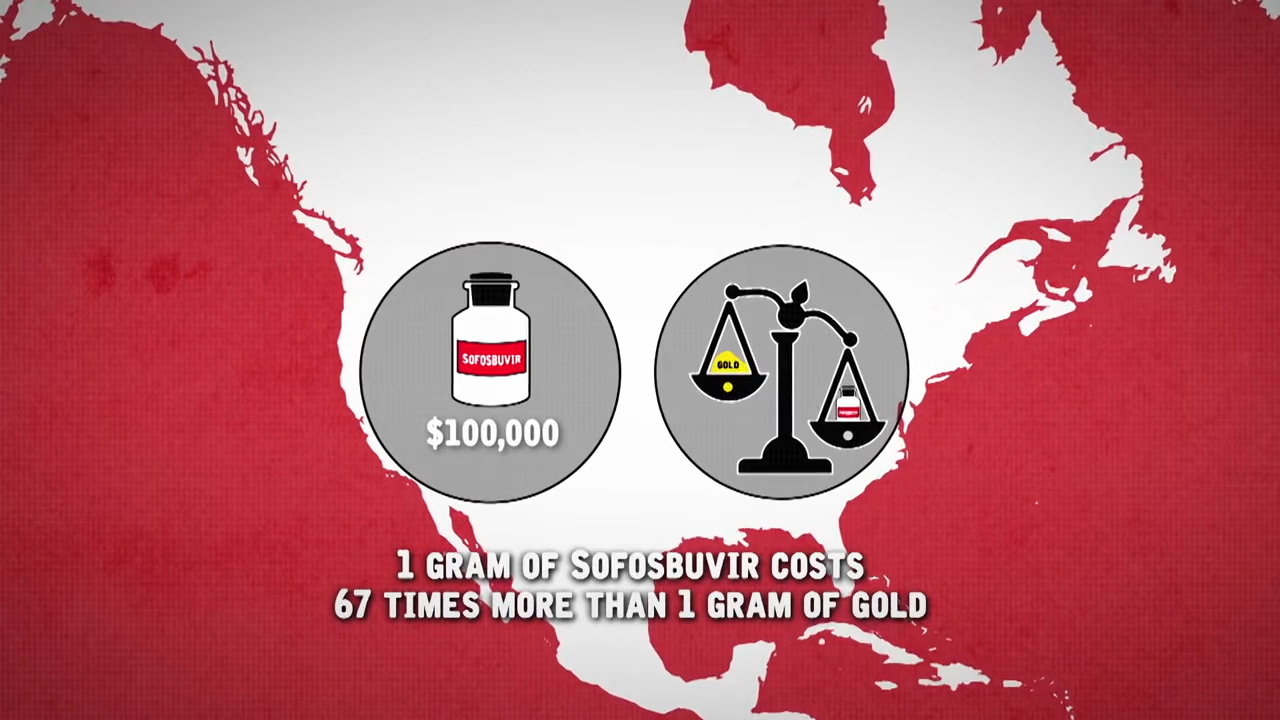 SOFOSBUVIR
$100,000
GOLD
1 GRAM OF SOFOSBUVIR COSTS
67 TIMES MORE THAN 1 GRAM OF GOLD